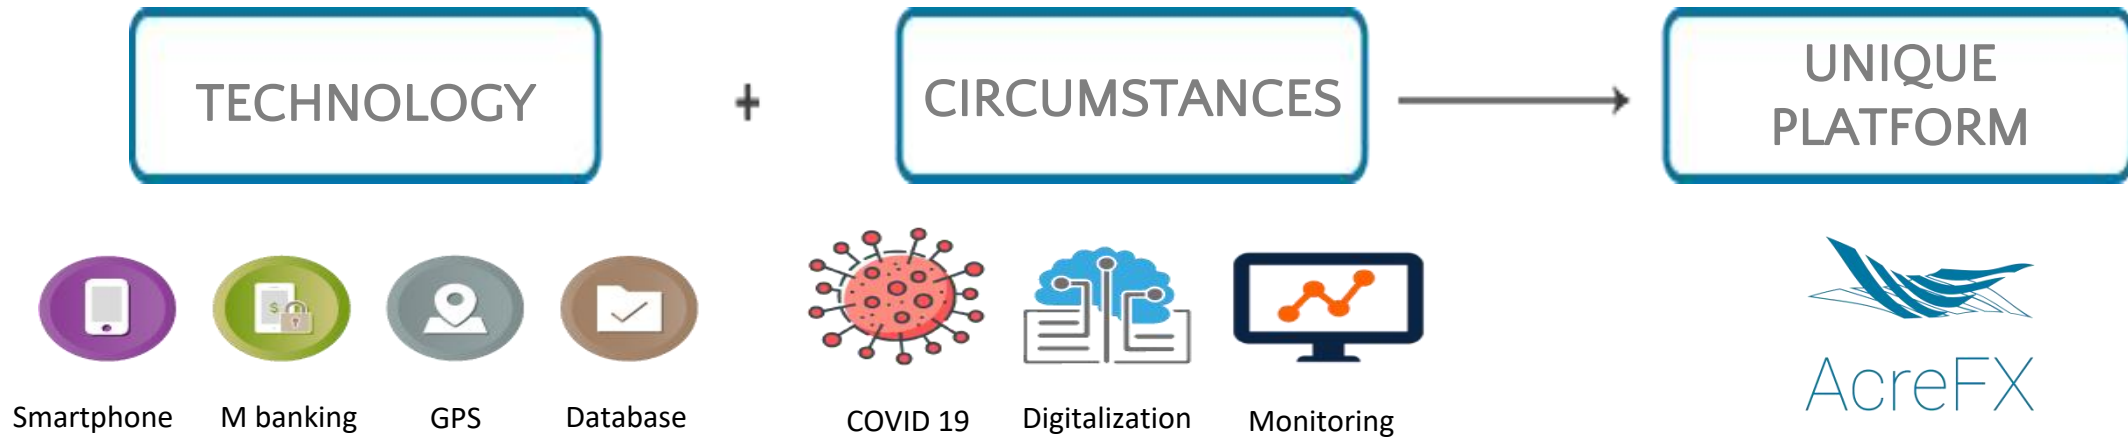 TECHNOLOGY
+
CIRCUMSTANCES
UNIQUE
PLATFORM
$
Smartphone
M banking
GPS
Database
COVID 19
Digitalization
Monitoring
AcreFX